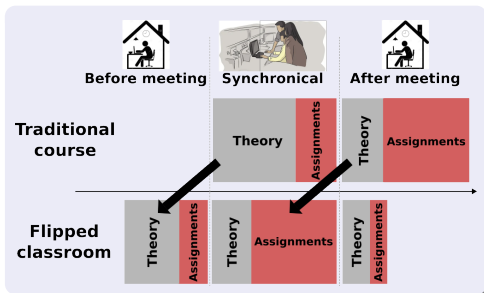 Before meeting
Synchronical
After meeting
Traditional
course
Theory
Assignments
Theory
Assignments
Flipped
classroom
Theory
Assignments
Theory
Assignments
Theory
Assignments